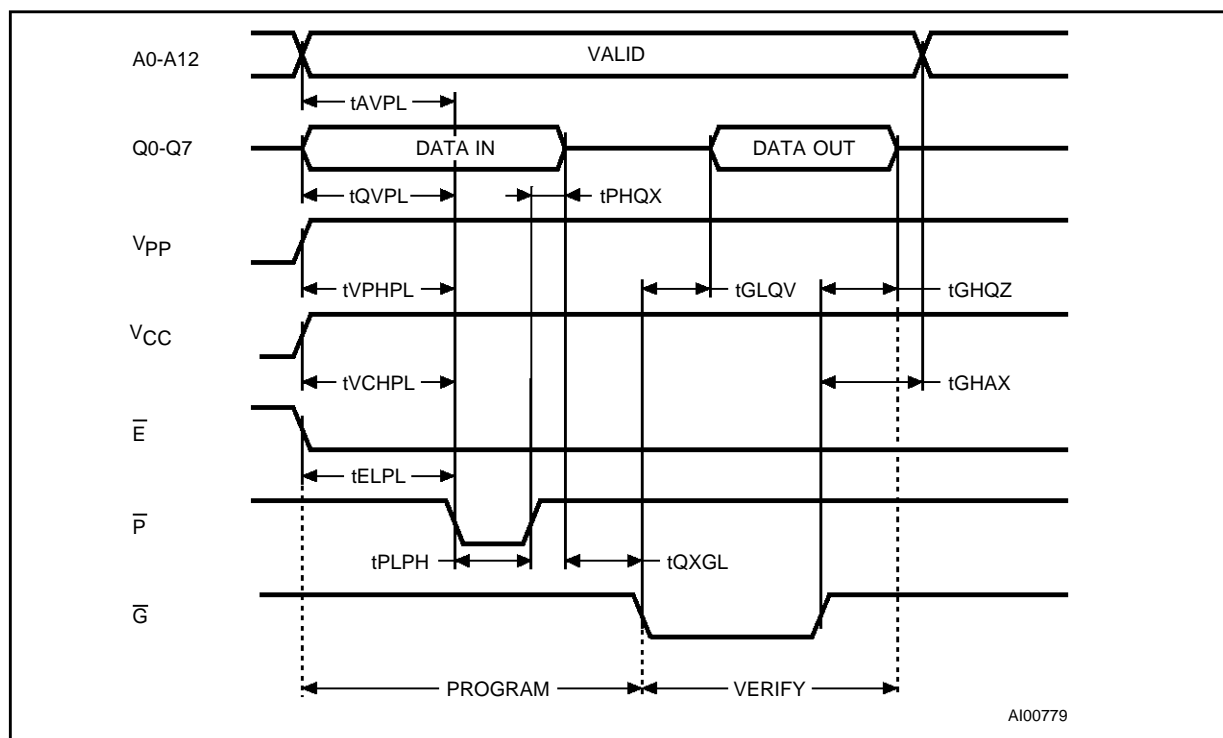 A0-A12
VALID
tAVPL
Q0-Q7
DATA IN
DATA OUT
tQVPL
tPHQX
VPP
tVPHPL
tGLQV
tGHQZ
VCC
tVCHPL
tGHAX
E̅
tELPL
P̅
tPLPH
tQXGL
G̅
PROGRAM
VERIFY
AI00779